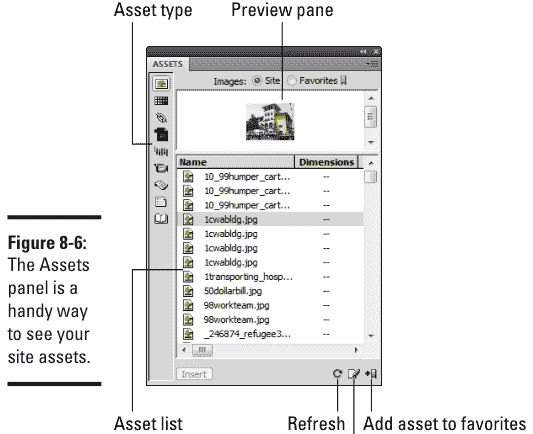 Asset type
Preview pane
ASSETS
Images: Site Favorites
Name Dimensions
10_99humper_cart... --
10_99humper_cart... --
10_99humper_cart... --
1cwabldg.jpg --
1cwabldg.jpg --
1cwabldg.jpg --
1cwabldg.jpg --
1transporting_hosp... --
50dollarbill.jpg --
98workteam.jpg --
98workteam.jpg --
_246874_refugee3... --
Insert
Figure 8-6:
The Assets
panel is a
handy way
to see your
site assets.
Asset list
Refresh
Add asset to favorites